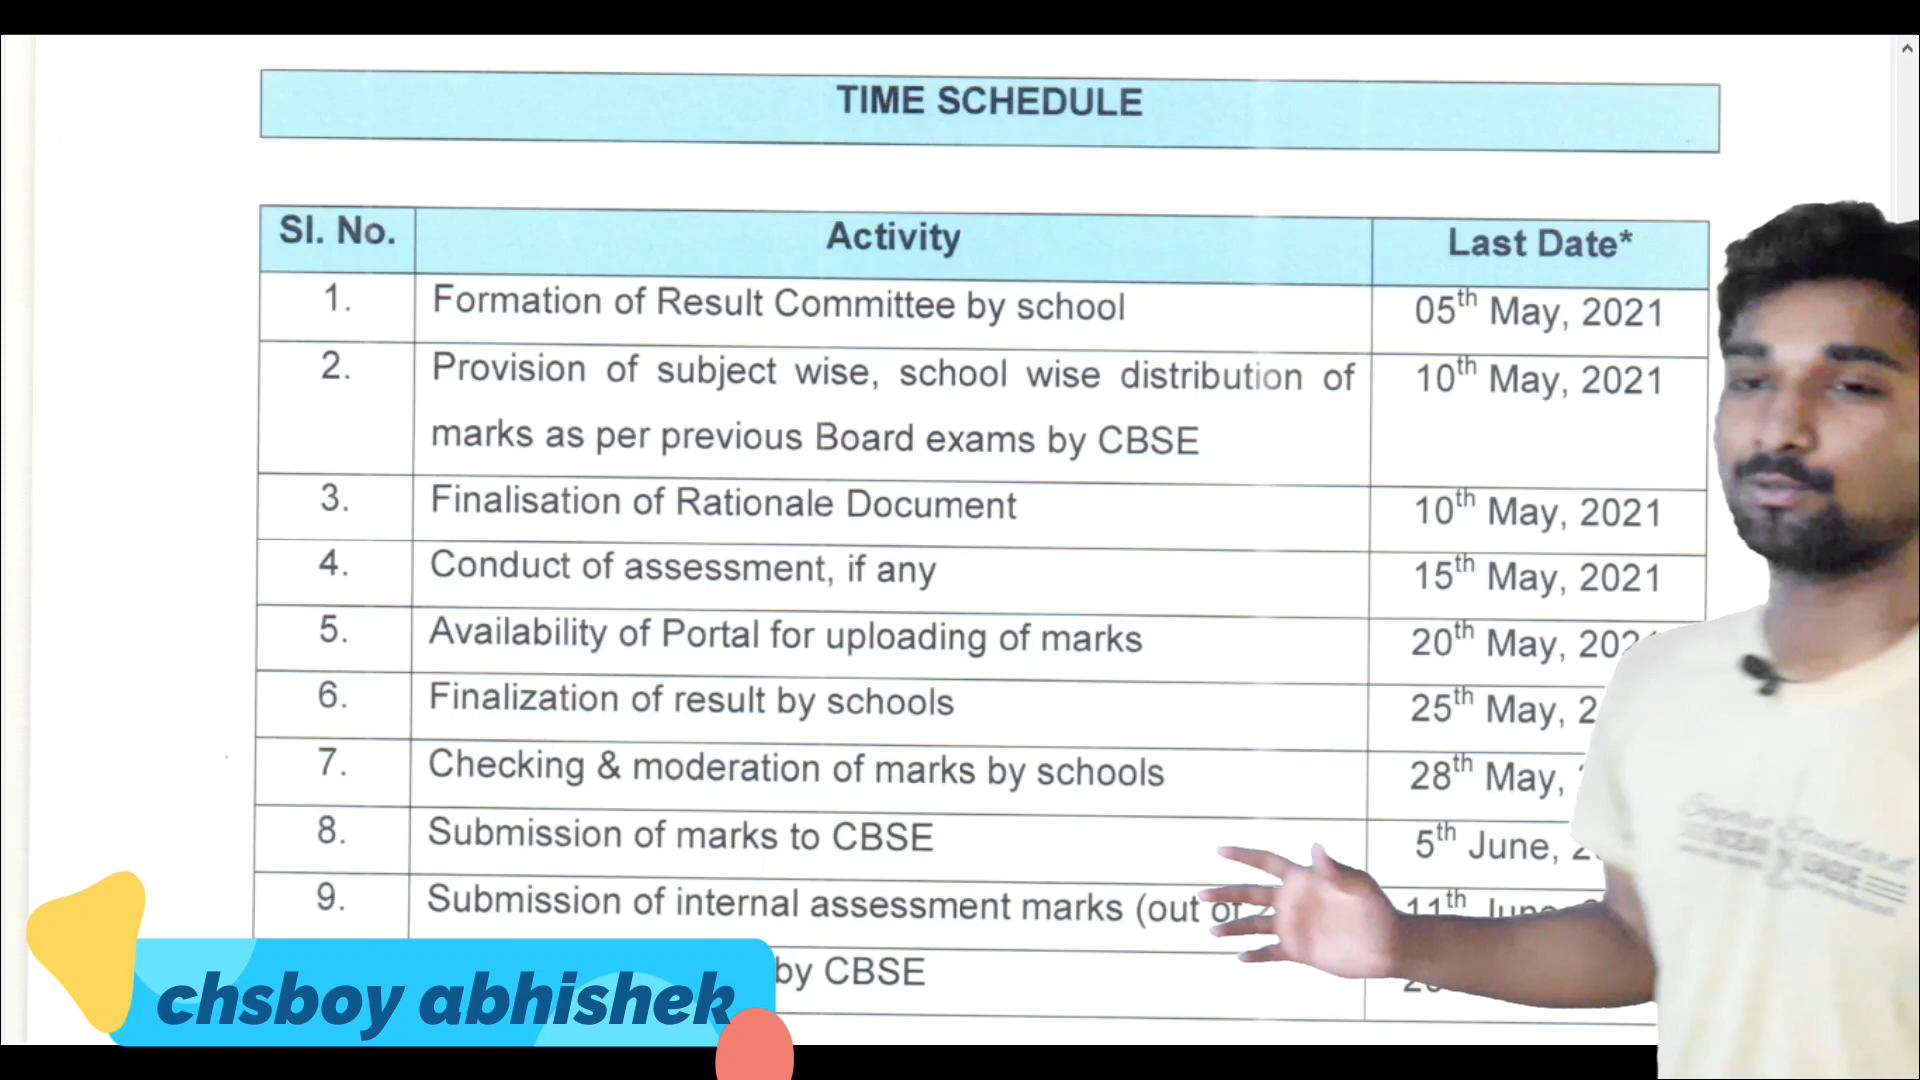 TIME SCHEDULE
Sl. No. Activity Last Date*
1. Formation of Result Committee by school 05th May, 2021
2. Provision of subject wise, school wise distribution of 10th May, 2021
marks as per previous Board exams by CBSE
3. Finalisation of Rationale Document 10th May, 2021
4. Conduct of assessment, if any 15th May, 2021
5. Availability of Portal for uploading of marks 20th May, 202
6. Finalization of result by schools 25th May, 2
7. Checking & moderation of marks by schools 28th May,
8. Submission of marks to CBSE 5th June, 2
9. Submission of internal assessment marks (out of 11th June
by CBSE
chsboy abhishek